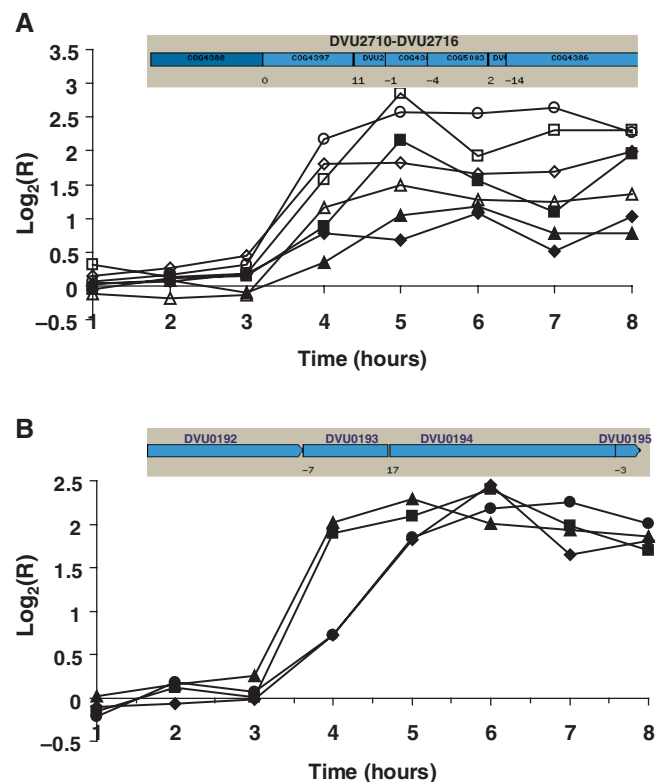 A
DVU2710-DVU2716
COG4388 COG4397 DVU2 COG43 COG5003 DV COG4386
0 11 −1 −4 2 −14
3.5
3
2.5
2
1.5
1
0.5
0
−0.5
Log2(R)
1 2 3 4 5 6 7 8
Time (hours)
B
DVU0192 DVU0193 DVU0194 DVU0195
−7 17 −3
2.5
2
1.5
1
0.5
0
−0.5
Log2(R)
1 2 3 4 5 6 7 8
Time (hours)